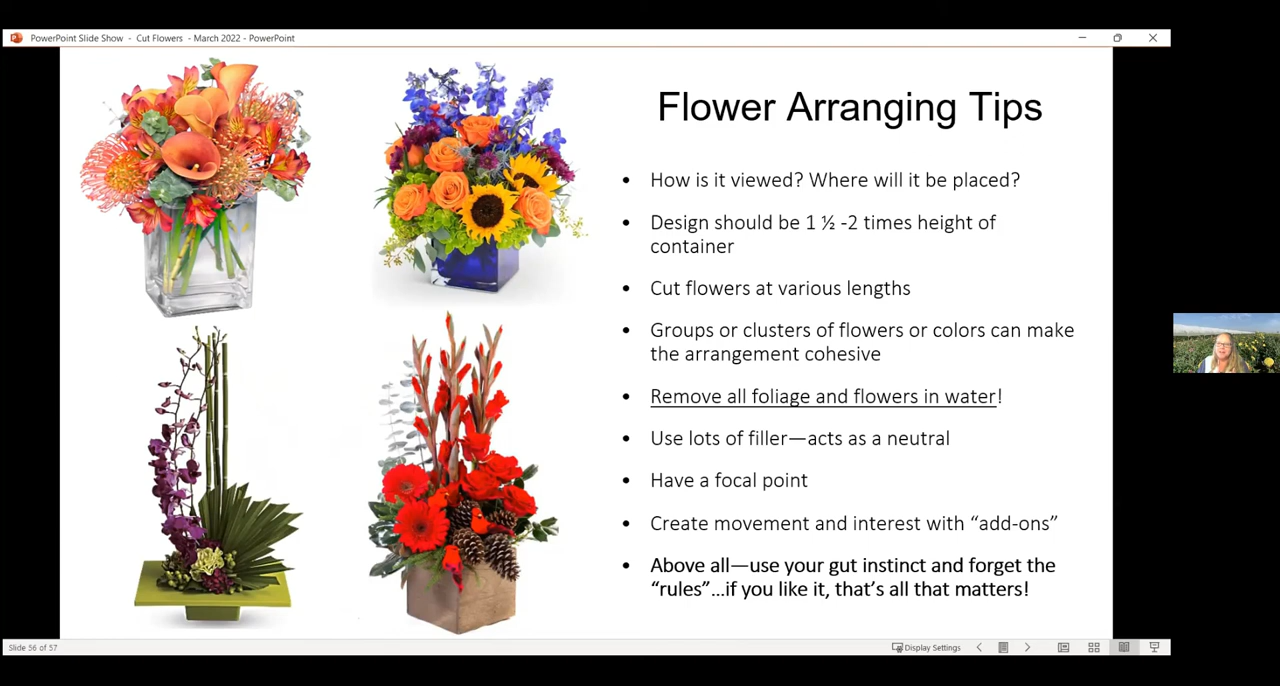 PowerPoint Slide Show - Cut Flowers - March 2022 - PowerPoint
Flower Arranging Tips
• How is it viewed? Where will it be placed?
• Design should be 1 ½ -2 times height of
container
• Cut flowers at various lengths
• Groups or clusters of flowers or colors can make
the arrangement cohesive
• Remove all foliage and flowers in water!
• Use lots of filler—acts as a neutral
• Have a focal point
• Create movement and interest with “add-ons”
• Above all—use your gut instinct and forget the
“rules”…if you like it, that’s all that matters!
Slide 56 of 57
Display Settings